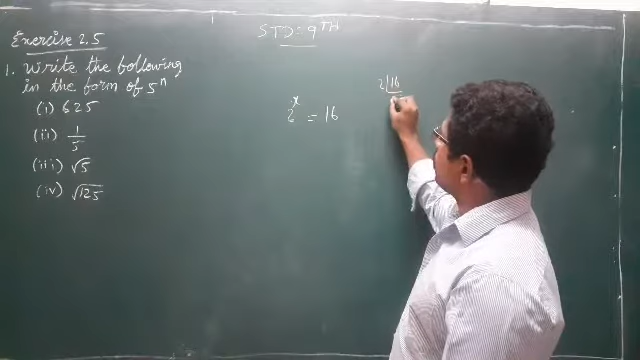 STD = 9TH
Exercise 2.5
1. Write the following
in the form of 5ⁿ
(i) 625
(ii) 1/5
(iii) √5
(iv) √125
2ˣ = 16
2|16